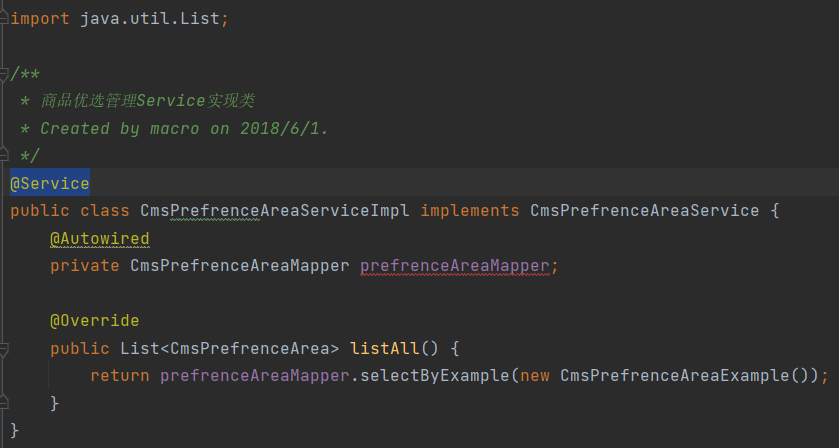 import java.util.List;
/**
* 商品优选管理Service实现类
* Created by macro on 2018/6/1.
*/
@Service
public class CmsPrefrenceAreaServiceImpl implements CmsPrefrenceAreaService {
@Autowired
private CmsPrefrenceAreaMapper prefrenceAreaMapper;
@Override
public List<CmsPrefrenceArea> listAll() {
return prefrenceAreaMapper.selectByExample(new CmsPrefrenceAreaExample());
}
}